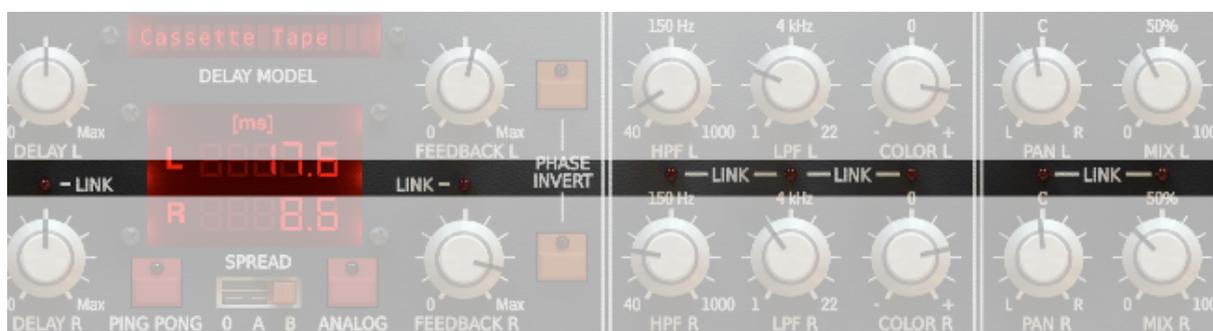 Cassette Tape
DELAY MODEL
150 Hz 4 kHz 0 C 50%
[ms]
0 Max 0 Max 40 1000 1 22 - + L R 0 100
DELAY L FEEDBACK L HPF L LPF L COLOR L PAN L MIX L
L 17.6
PHASE
INVERT
LINK LINK LINK LINK LINK
150 Hz 4 kHz 0 C 50%
R 8.6
SPREAD
0 Max 0 Max 40 1000 1 22 - + L R 0 100
DELAY R PING PONG 0 A B ANALOG FEEDBACK R HPF R LPF R COLOR R PAN R MIX R